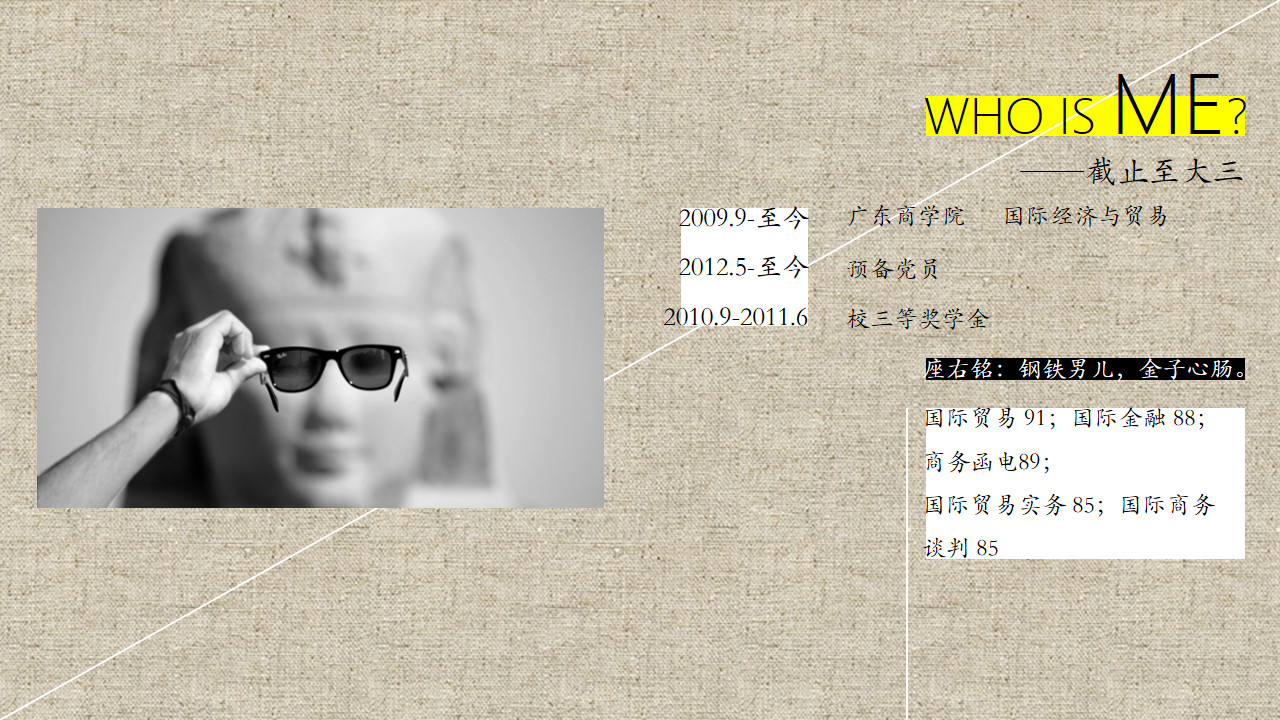 WHO IS ME?
——截止至大三
2009.9-至今 广东商学院 国际经济与贸易
2012.5-至今 预备党员
2010.9-2011.6 校三等奖学金
座右铭：钢铁男儿，金子心肠。
国际贸易 91；国际金融 88；
商务函电89；
国际贸易实务 85；国际商务
谈判 85